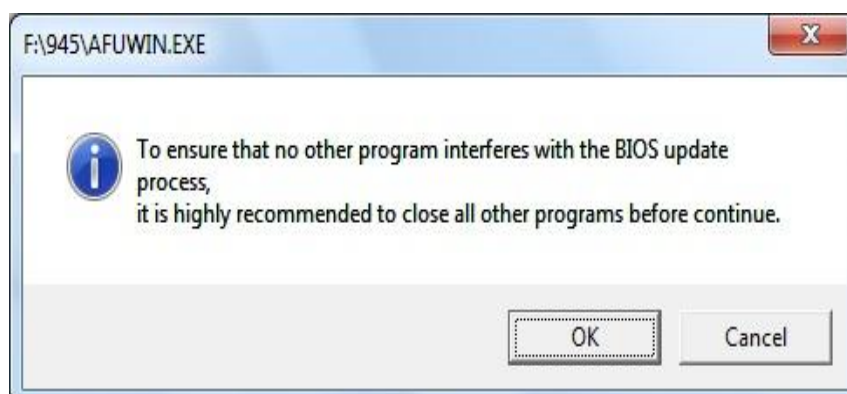 F:\945\AFUWIN.EXE
To ensure that no other program interferes with the BIOS update
process,
it is highly recommended to close all other programs before continue.
OK
Cancel